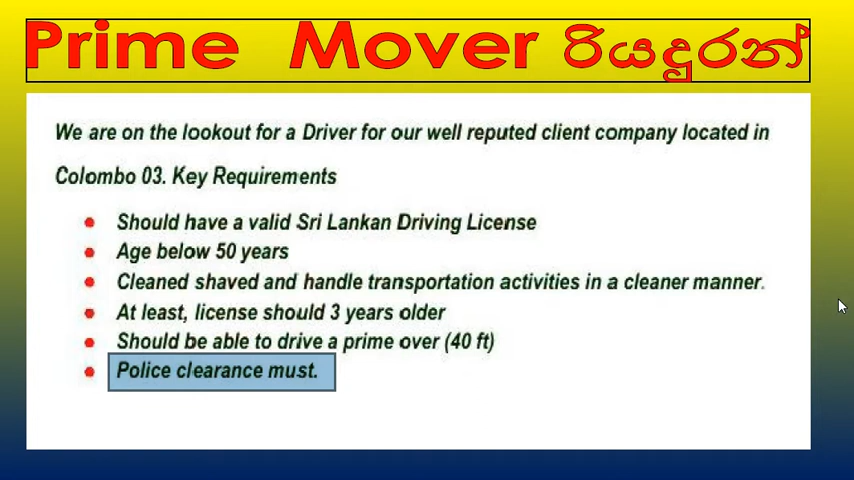 Prime Mover රියදුරන්
We are on the lookout for a Driver for our well reputed client company located in
Colombo 03. Key Requirements
Should have a valid Sri Lankan Driving License
Age below 50 years
Cleaned shaved and handle transportation activities in a cleaner manner.
At least, license should 3 years older
Should be able to drive a prime over (40 ft)
Police clearance must.